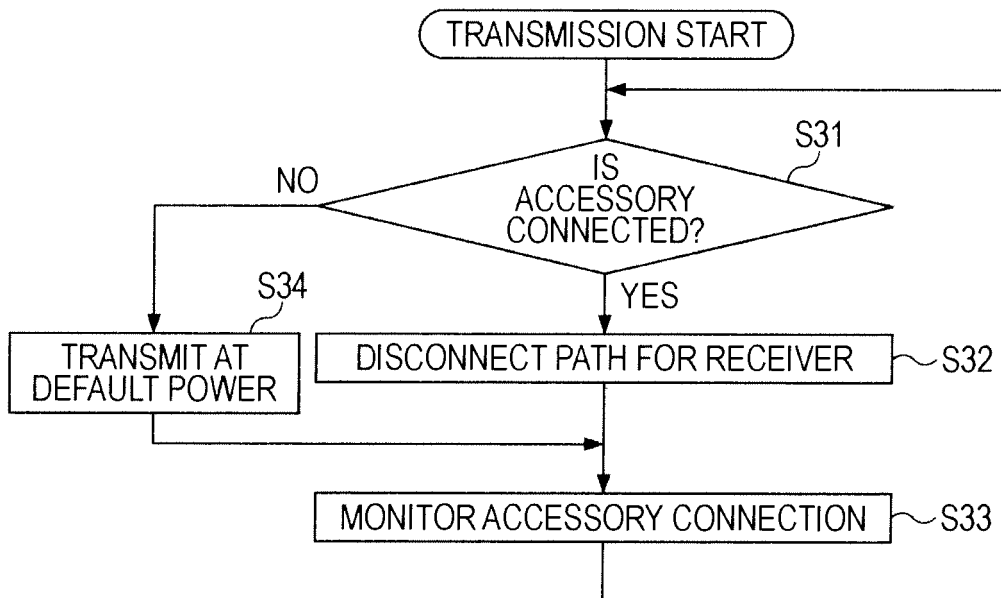 TRANSMISSION START
S31
IS
ACCESSORY
CONNECTED?
NO
YES
S34
TRANSMIT AT
DEFAULT POWER
DISCONNECT PATH FOR RECEIVER
S32
MONITOR ACCESSORY CONNECTION
S33